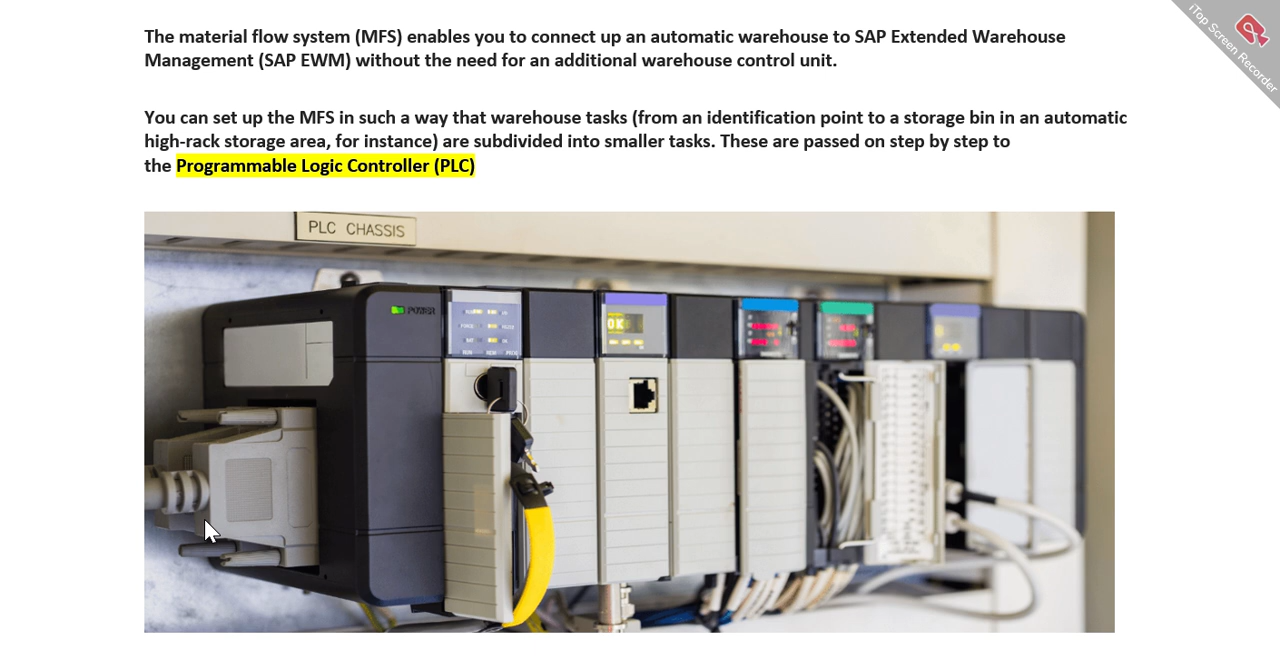 The material flow system (MFS) enables you to connect up an automatic warehouse to SAP Extended Warehouse
Management (SAP EWM) without the need for an additional warehouse control unit.
You can set up the MFS in such a way that warehouse tasks (from an identification point to a storage bin in an automatic
high-rack storage area, for instance) are subdivided into smaller tasks. These are passed on step by step to
the Programmable Logic Controller (PLC)
iTop Screen Recorder
PLC CHASSIS
POWER
OK